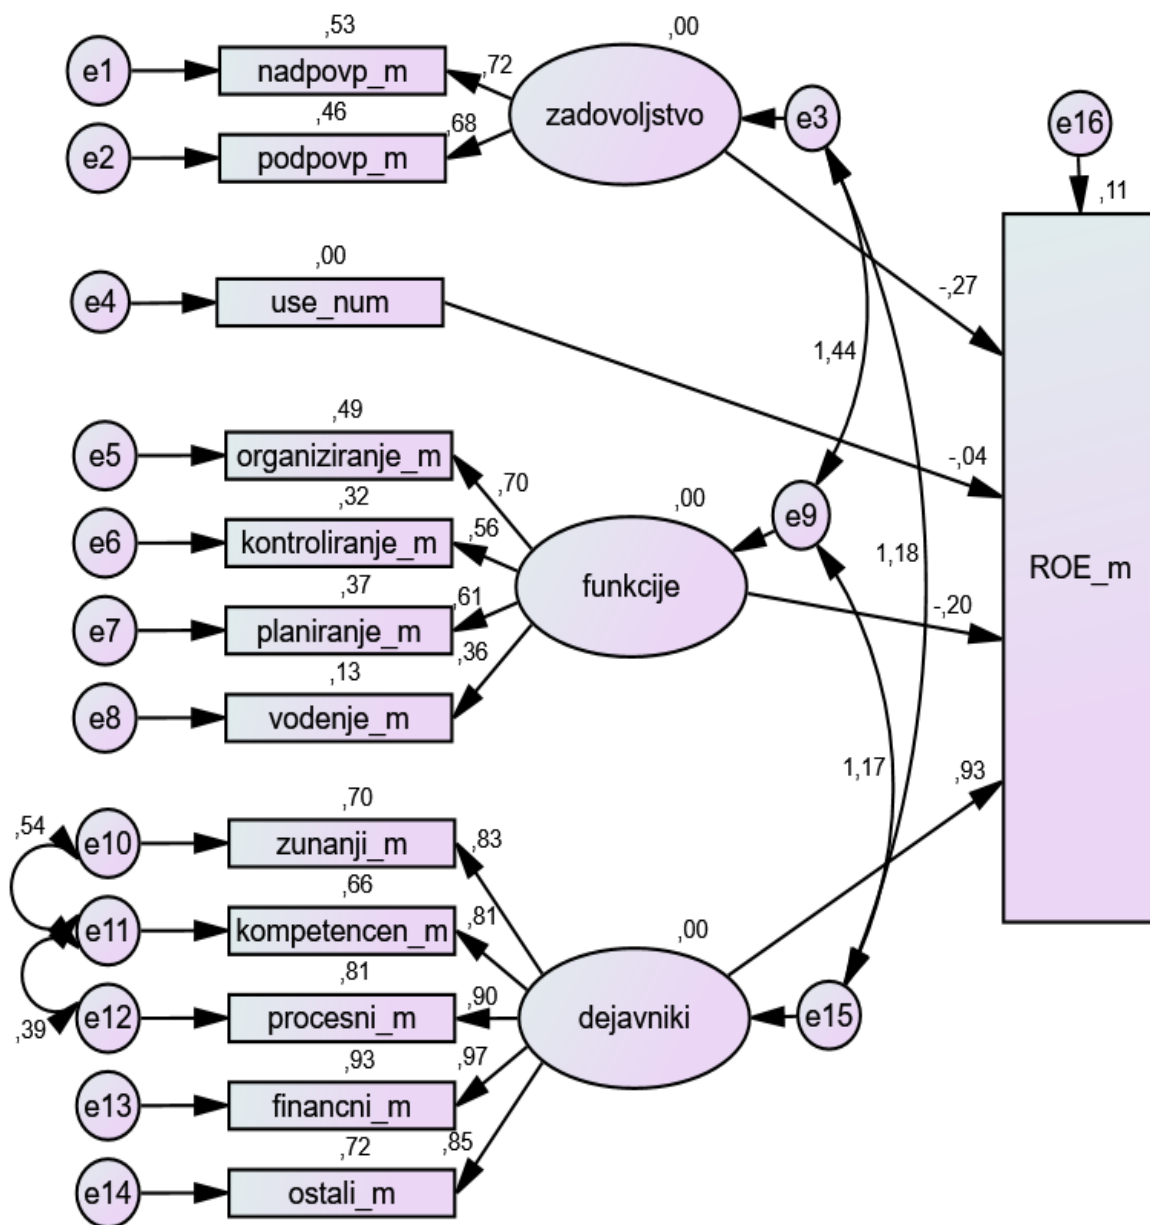 ,53
,00
e1
nadpovp_m
,72
zadovoljstvo
e3
e16
,46
,68
e2
podpovp_m
,11
,00
e4
use_num
-,27
1,44
,49
e5
organiziranje_m
,70
-,04
,32
,00
e9
e6
kontroliranje_m
,56
1,18
ROE_m
,37
,61
funkcije
-,20
e7
planiranje_m
,36
,13
e8
vodenje_m
1,17
,93
,70
,54
e10
zunanji_m
,83
,66
e11
kompetencen_m
,81
,00
,81
,90
e12
procesni_m
dejavniki
e15
,39
,93
,97
e13
financni_m
,72
,85
e14
ostali_m